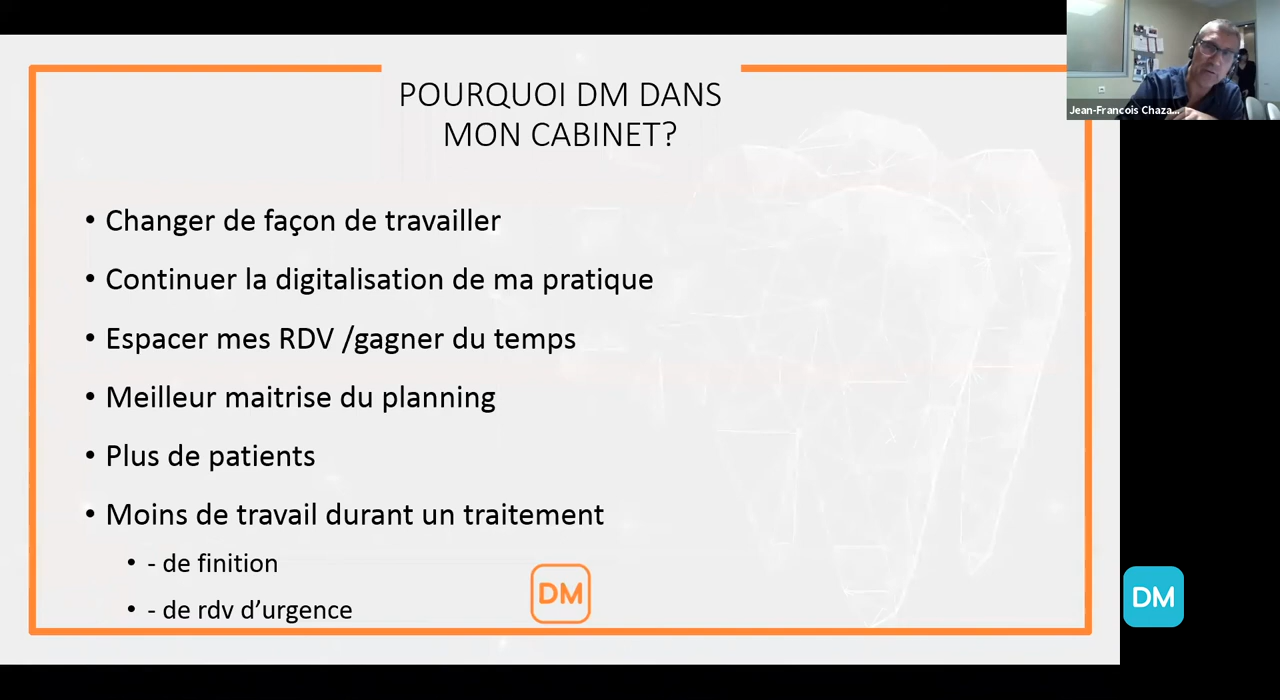 POURQUOI DM DANS
MON CABINET?
• Changer de façon de travailler
• Continuer la digitalisation de ma pratique
• Espacer mes RDV /gagner du temps
• Meilleur maitrise du planning
• Plus de patients
• Moins de travail durant un traitement
• - de finition
• - de rdv d’urgence
DM
Jean-Francois Chaza...
DM